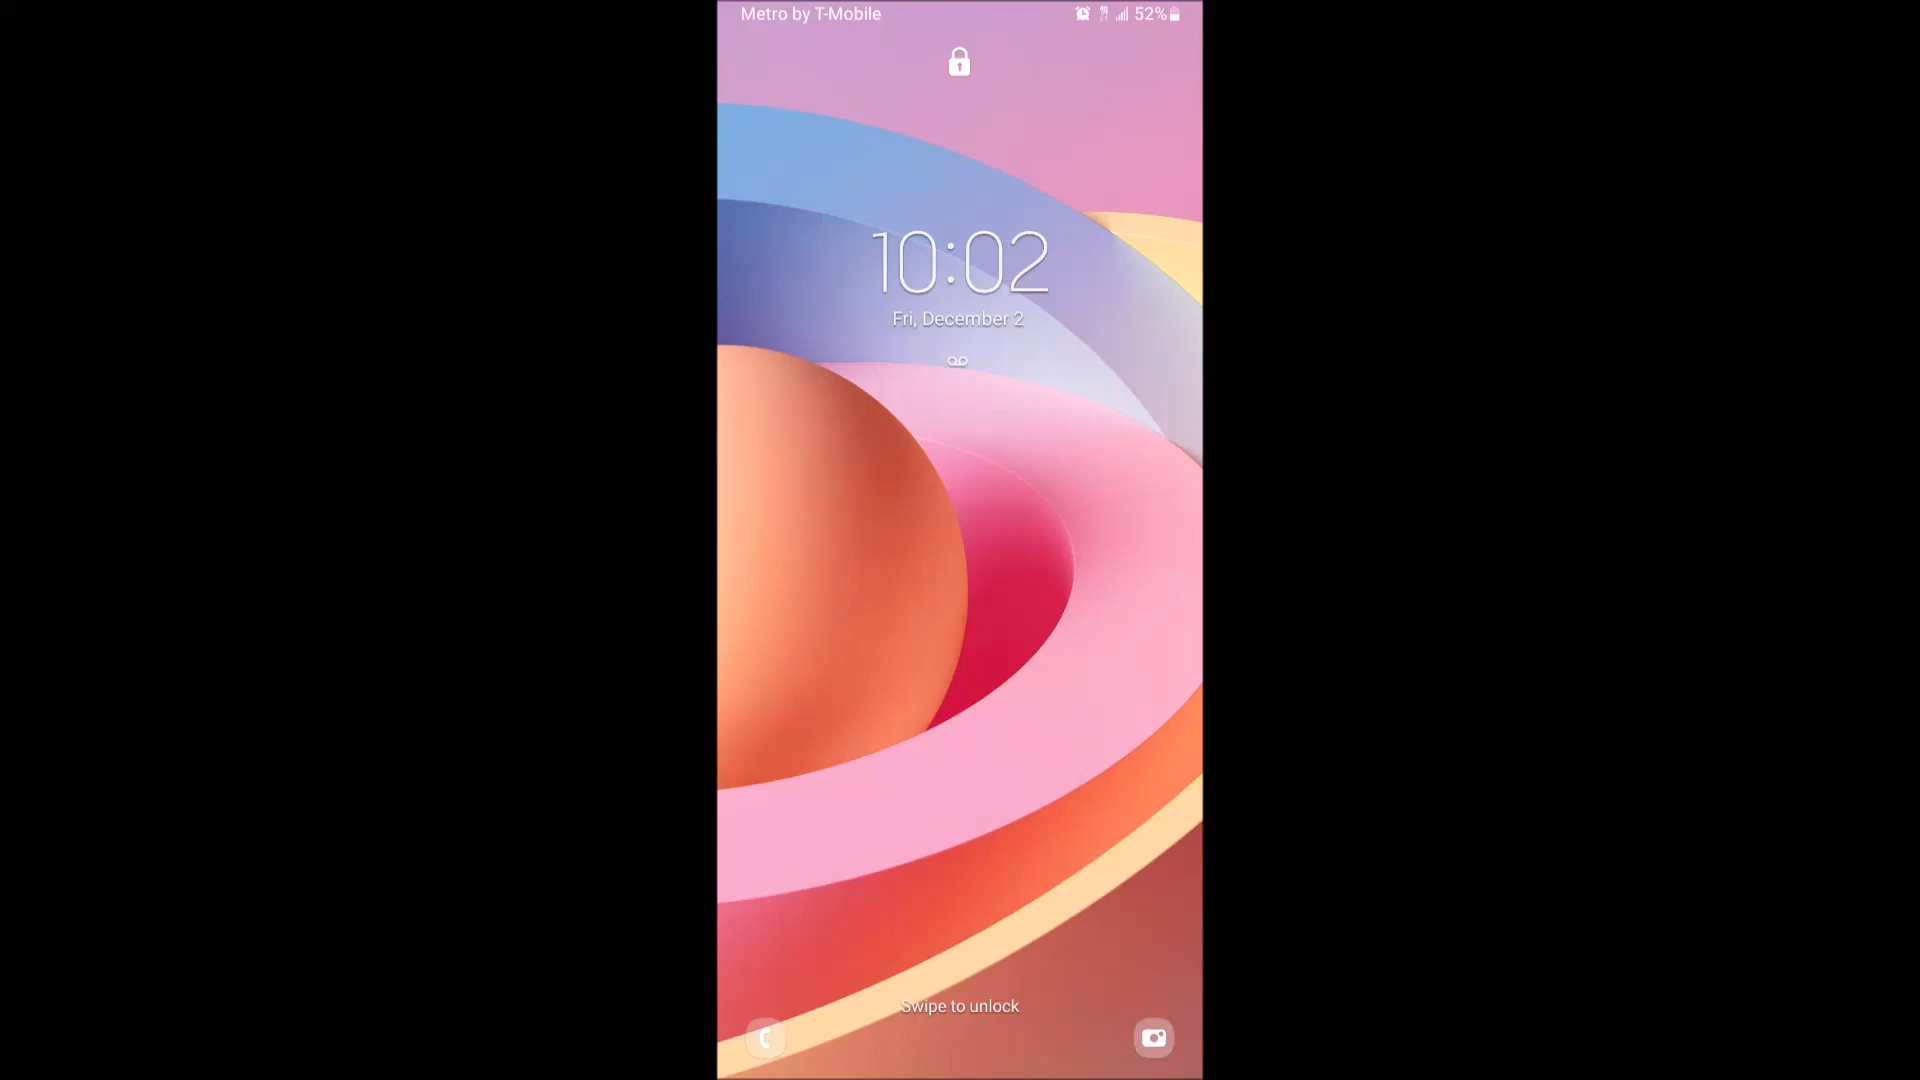 Metro by T-Mobile 52%
10:02
Fri, December 2
Swipe to unlock